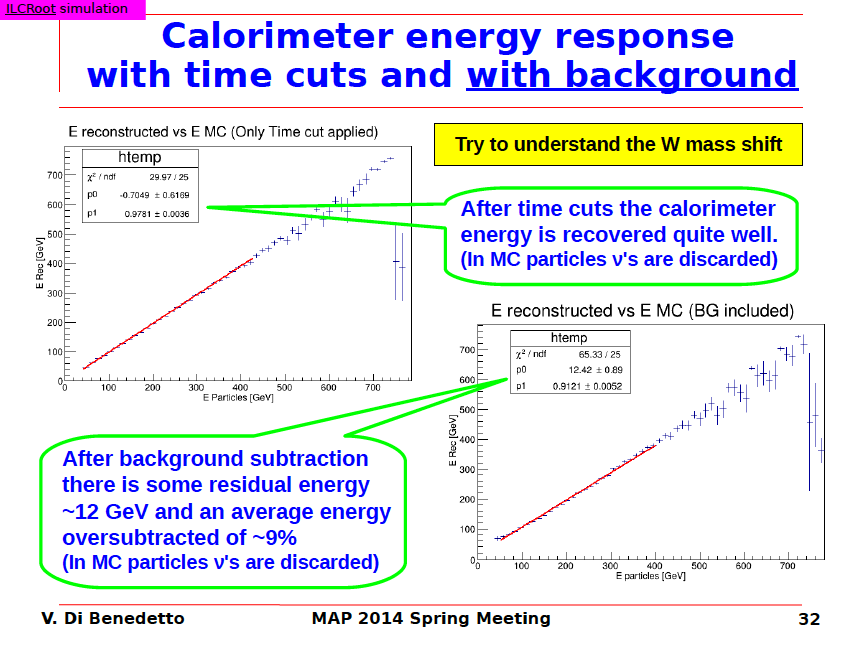 ILCRoot simulation
Calorimeter energy response
with time cuts and with background
E reconstructed vs E MC (Only Time cut applied)
htemp
χ² / ndf 29.97 / 25
p0 -0.7049 ± 0.6169
p1 0.9781 ± 0.0036
E Rec [GeV]
700
600
500
400
300
200
100
0
0 100 200 300 400 500 600 700
E Particles [GeV]
Try to understand the W mass shift
After time cuts the calorimeter
energy is recovered quite well.
(In MC particles ν's are discarded)
E reconstructed vs E MC (BG included)
htemp
χ² / ndf 65.33 / 25
p0 12.42 ± 0.89
p1 0.9121 ± 0.0052
E Rec [GeV]
700
600
500
400
300
200
100
0
0 100 200 300 400 500 600 700
E particles [GeV]
After background subtraction
there is some residual energy
~12 GeV and an average energy
oversubtracted of ~9%
(In MC particles ν's are discarded)
V. Di Benedetto
MAP 2014 Spring Meeting
32